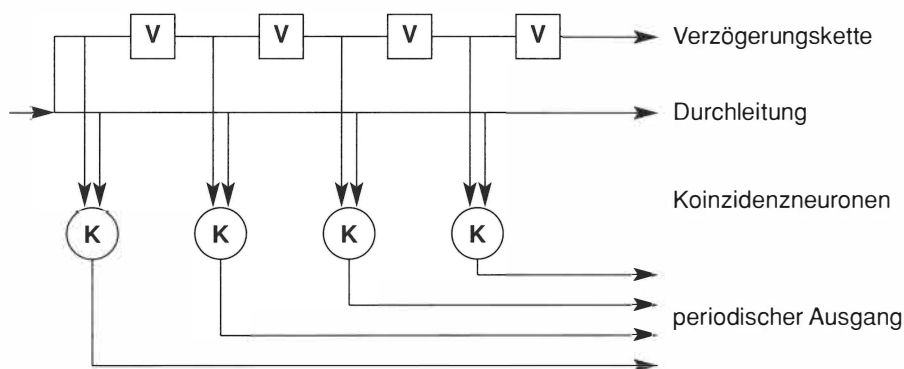 V V V V Verzögerungskette
Durchleitung
Koinzidenzneuronen
K K K K
periodischer Ausgang